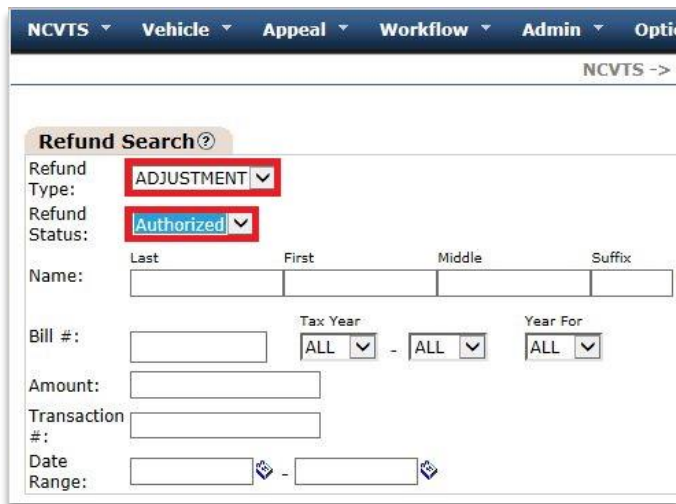 NCVTS Vehicle Appeal Workflow Admin Optic
NCVTS ->
Refund Search?
Refund Type: ADJUSTMENT
Refund Status: Authorized
Last First Middle Suffix
Name:
Tax Year Year For
Bill #: ALL - ALL ALL
Amount:
Transaction #:
Date Range: -